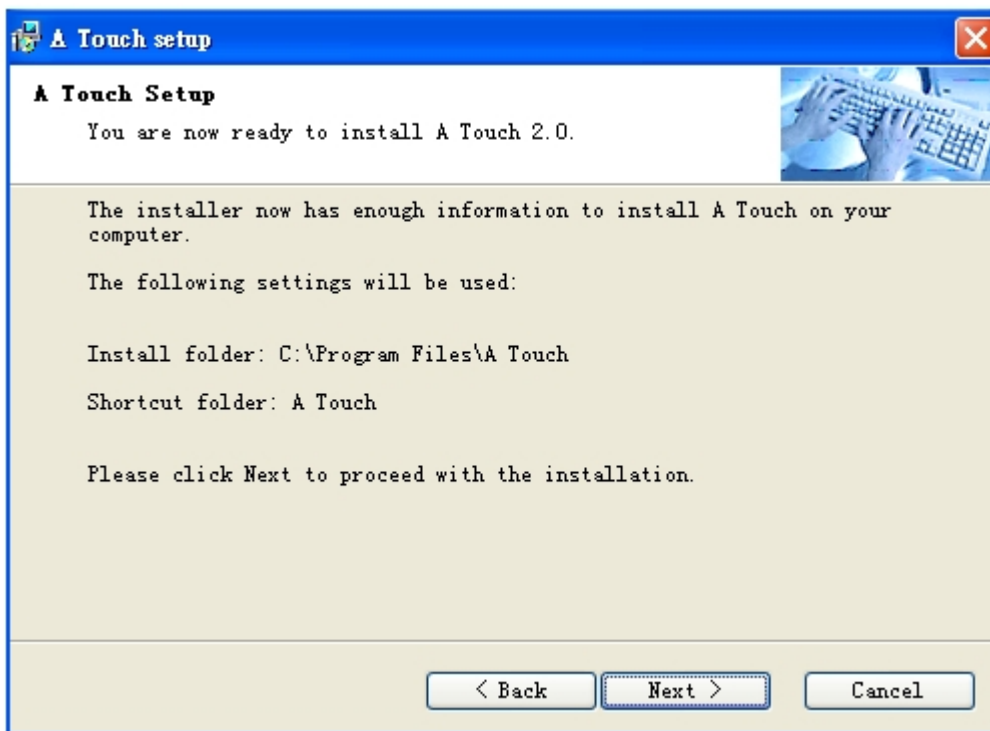 A Touch setup
A Touch Setup
You are now ready to install A Touch 2.0.
The installer now has enough information to install A Touch on your
computer.
The following settings will be used:
Install folder: C:\Program Files\A Touch
Shortcut folder: A Touch
Please click Next to proceed with the installation.
< Back
Next >
Cancel